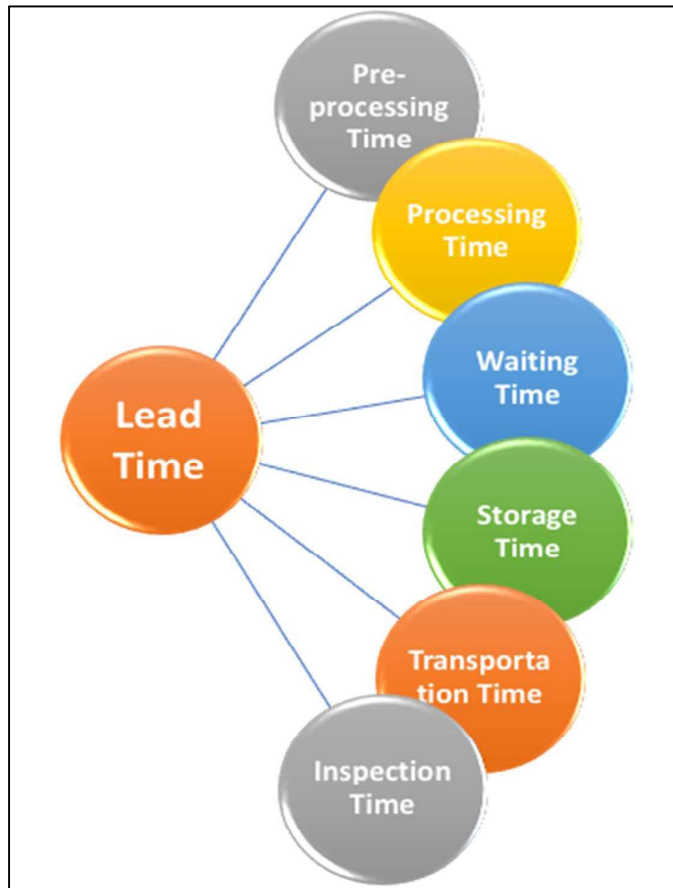 Pre-
processing
Time
Processing
Time
Waiting
Time
Lead
Time
Storage
Time
Transporta
tion Time
Inspection
Time